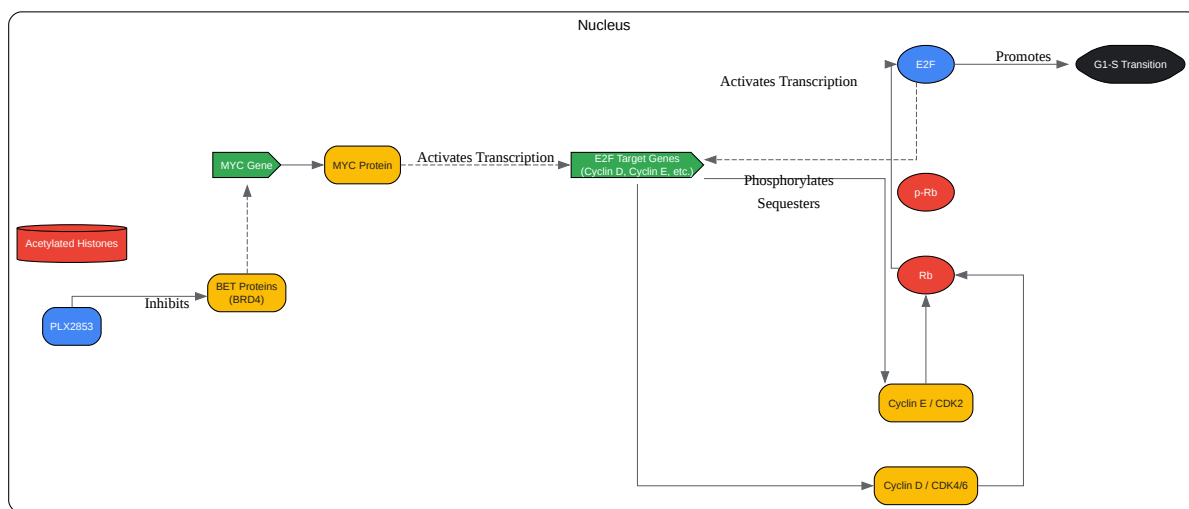 Nucleus
E2F
Promotes
G1-S Transition
Activates Transcription
MYC Gene
MYC Protein
Activates Transcription
E2F Target Genes
(Cyclin D, Cyclin E, etc.)
Phosphorylates
Sequesters
p-Rb
Acetylated Histones
BET Proteins
(BRD4)
Rb
Inhibits
PLX2853
Cyclin E / CDK2
Cyclin D / CDK4/6